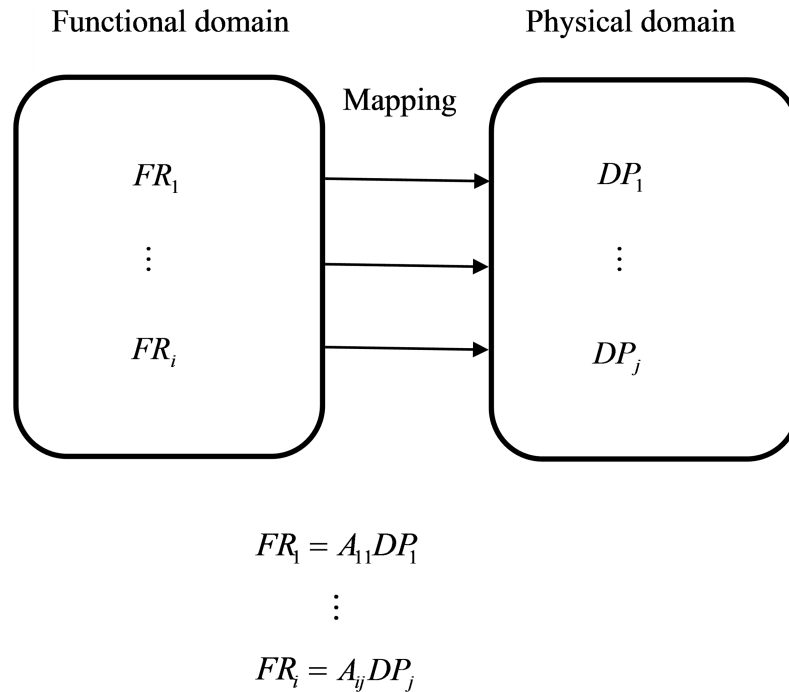 Functional domain Physical domain
Mapping
FR₁ DP₁
⋮ ⋮
FRᵢ DPⱼ
FR₁ = A₁₁DP₁
⋮
FRᵢ = AᵢⱼDPⱼ